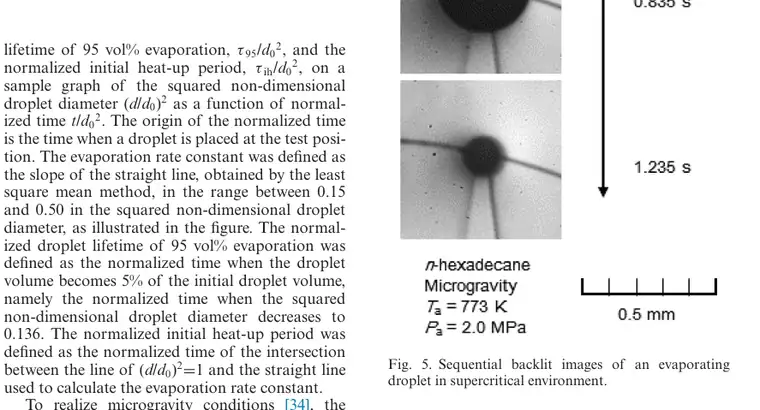 lifetime of 95 vol% evaporation, τ95/d0², and the
normalized initial heat-up period, τih/d0², on a
sample graph of the squared non-dimensional
droplet diameter (d/d0)² as a function of normal-
ized time t/d0². The origin of the normalized time
is the time when a droplet is placed at the test posi-
tion. The evaporation rate constant was defined as
the slope of the straight line, obtained by the least
square mean method, in the range between 0.15
and 0.50 in the squared non-dimensional droplet
diameter, as illustrated in the figure. The normal-
ized droplet lifetime of 95 vol% evaporation was
defined as the normalized time when the droplet
volume becomes 5% of the initial droplet volume,
namely the normalized time when the squared
non-dimensional droplet diameter decreases to
0.136. The normalized initial heat-up period was
defined as the normalized time of the intersection
between the line of (d/d0)²=1 and the straight line
used to calculate the evaporation rate constant.
To realize microgravity conditions [34], the
0.835 s
1.235 s
n-hexadecane
Microgravity
Ta = 773 K
Pa = 2.0 MPa
0.5 mm
Fig. 5. Sequential backlit images of an evaporating
droplet in supercritical environment.